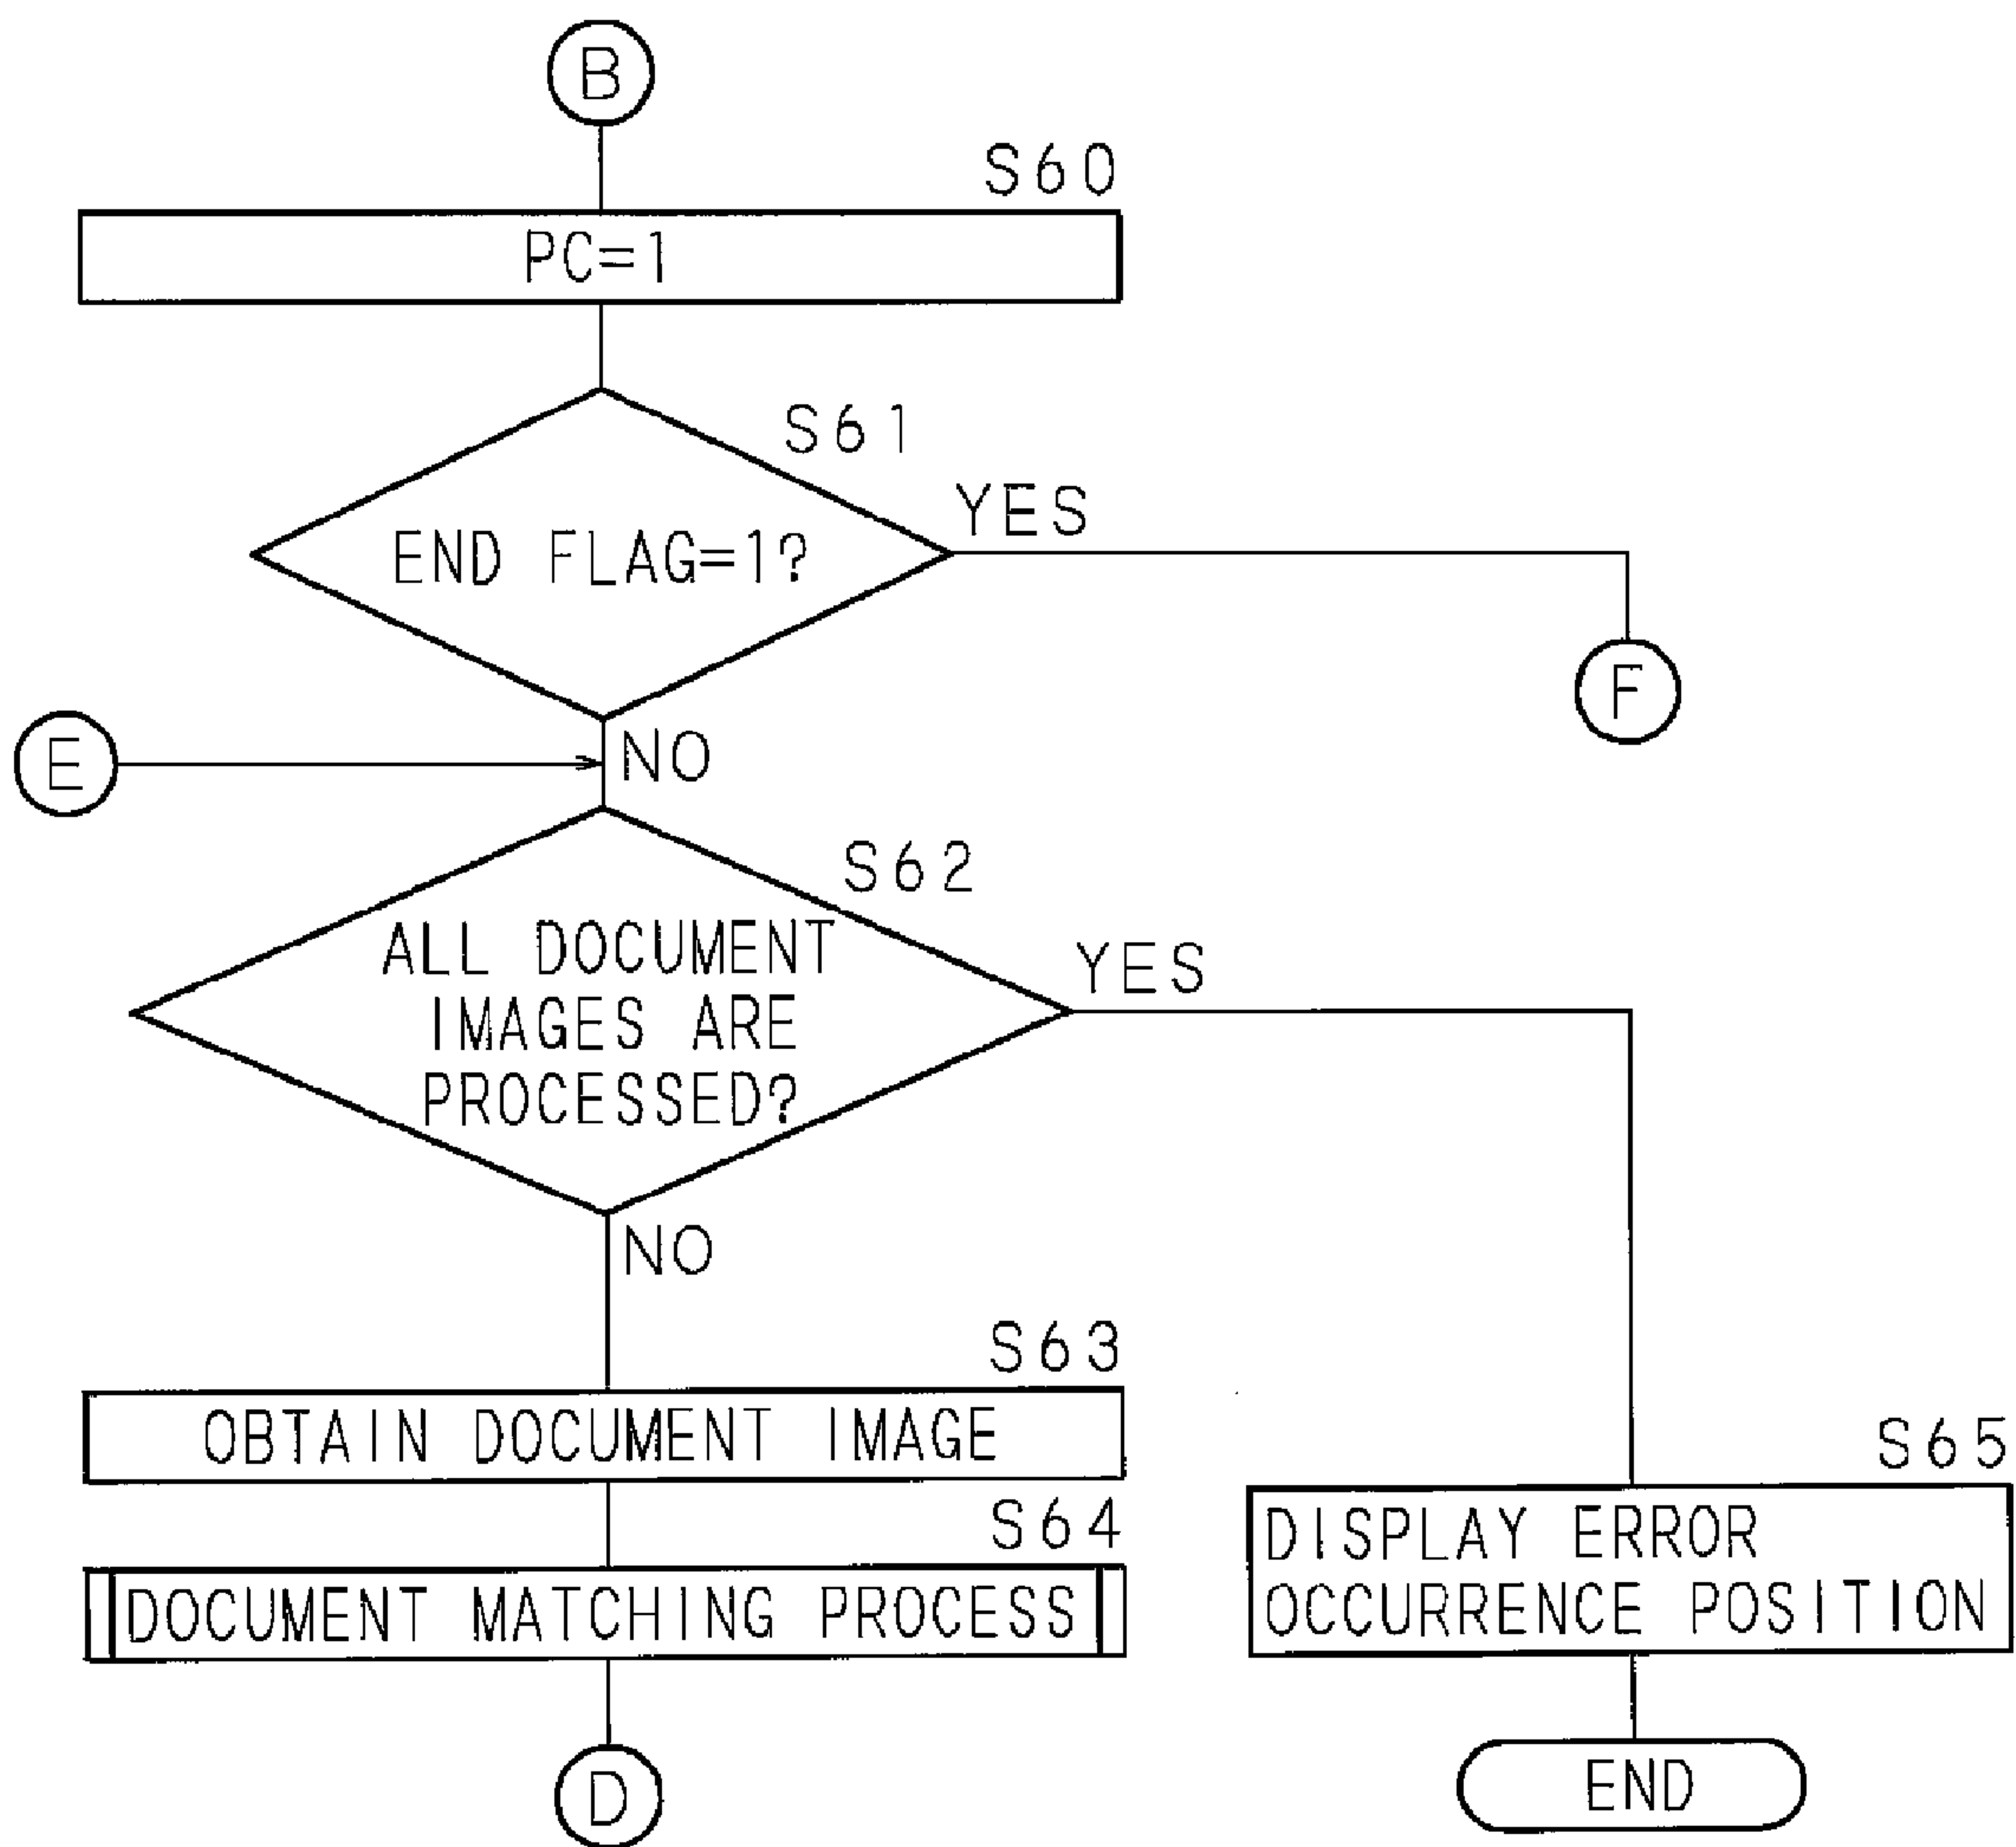 B
S60
PC=1
S61
END FLAG=1?
YES
F
E
NO
S62
ALL DOCUMENT
IMAGES ARE
PROCESSED?
YES
NO
S63
OBTAIN DOCUMENT IMAGE
S64
DOCUMENT MATCHING PROCESS
S65
DISPLAY ERROR
OCCURRENCE POSITION
D
END